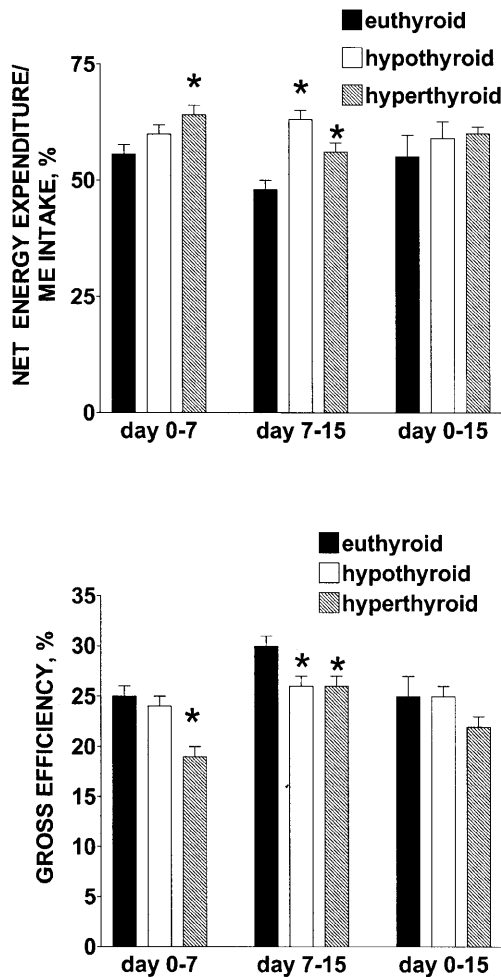 euthyroid
hypothyroid
hyperthyroid
NET ENERGY EXPENDITURE/
ME INTAKE, %
75
50
25
0
*
*
*
day 0-7
day 7-15
day 0-15
euthyroid
hypothyroid
hyperthyroid
GROSS EFFICIENCY, %
35
30
25
20
15
10
5
0
*
*
*
day 0-7
day 7-15
day 0-15